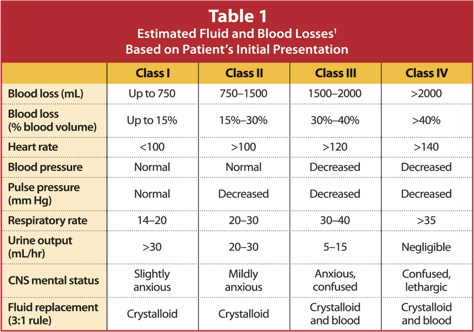 Table 1
Estimated Fluid and Blood Losses¹
Based on Patient's Initial Presentation
Class I Class II Class III Class IV
Blood loss (mL) Up to 750 750–1500 1500–2000 >2000
Blood loss
(% blood volume) Up to 15% 15%–30% 30%–40% >40%
Heart rate <100 >100 >120 >140
Blood pressure Normal Normal Decreased Decreased
Pulse pressure
(mm Hg) Normal Decreased Decreased Decreased
Respiratory rate 14–20 20–30 30–40 >35
Urine output
(mL/hr) >30 20–30 5–15 Negligible
CNS mental status Slightly Mildly Anxious, Confused,
anxious anxious confused lethargic
Fluid replacement
(3:1 rule) Crystalloid Crystalloid Crystalloid Crystalloid
and blood and blood